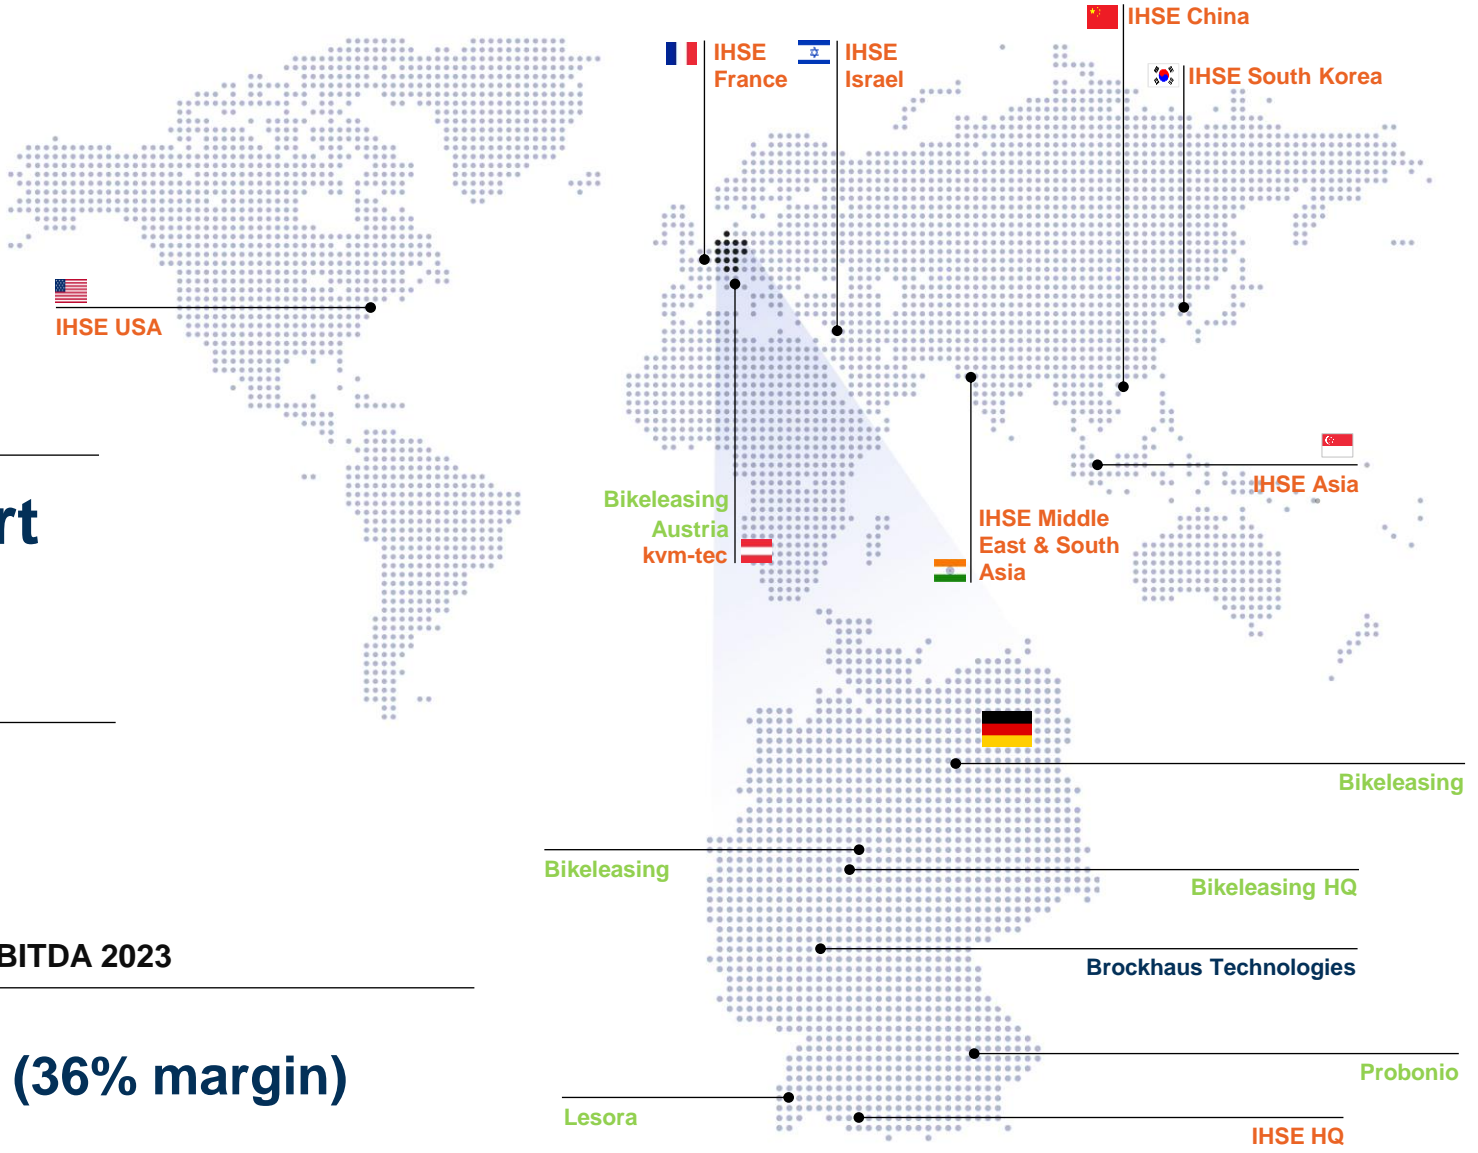 IHSE China
IHSE
France
IHSE
Israel
IHSE South Korea
IHSE USA
IHSE Asia
Bikeleasing
Austria
kvm-tec
IHSE Middle
East & South
Asia
rt
Bikeleasing
Bikeleasing
Bikeleasing HQ
BITDA 2023
Brockhaus Technologies
(36% margin)
Probonio
Lesora
IHSE HQ